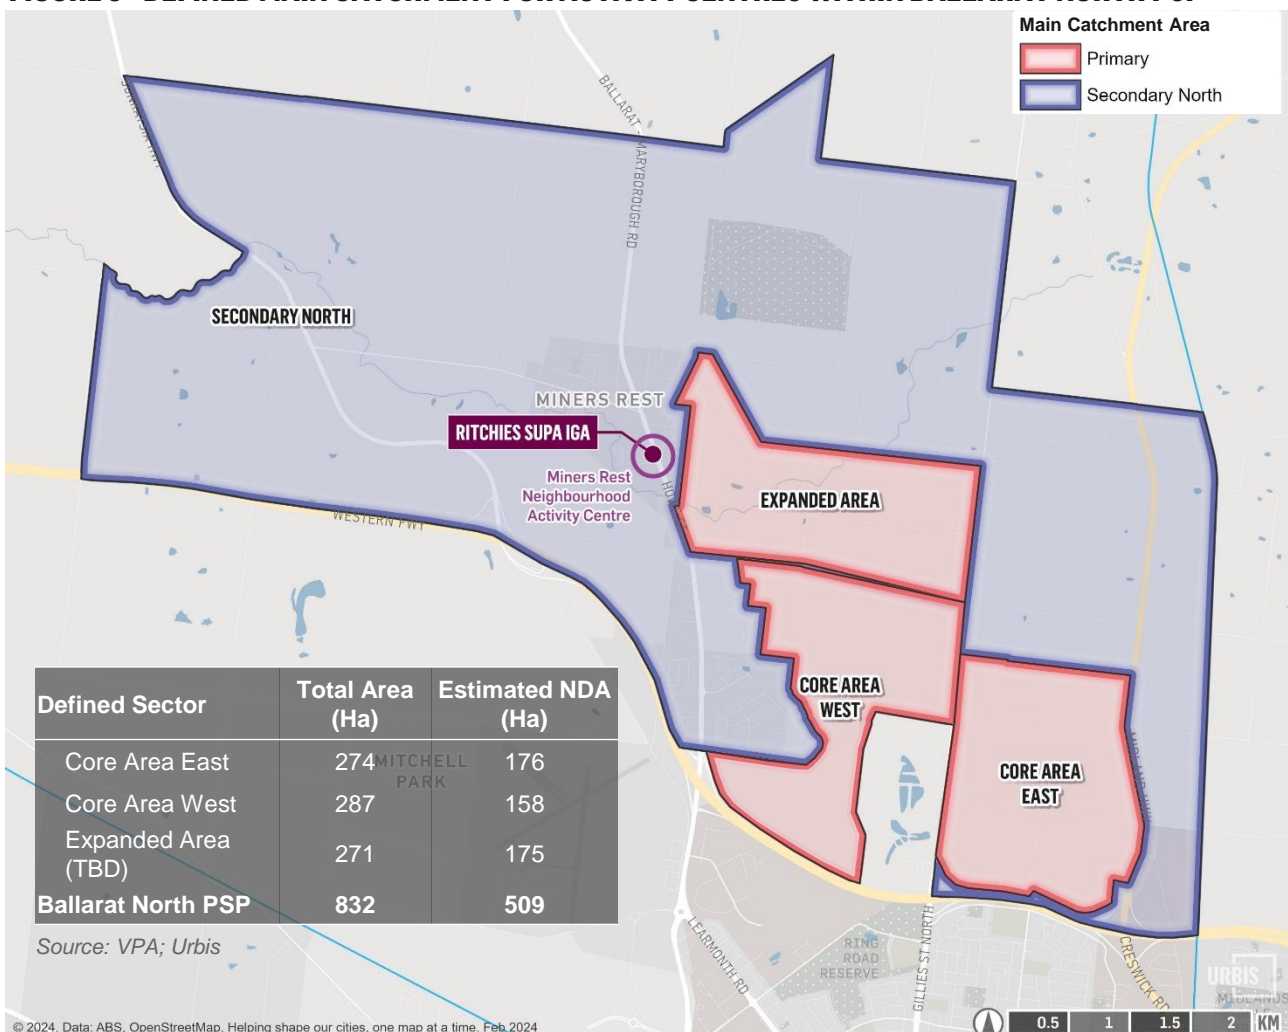 Main Catchment Area
Primary
Secondary North
SUNRAYSIA HWY
BALLARAT - MARYBOROUGH RD
SECONDARY NORTH
MINERS REST
RITCHIES SUPA IGA
Miners Rest
Neighbourhood
Activity Centre
EXPANDED AREA
WESTERN FWY
CORE AREA
WEST
CORE AREA
EAST
MIDLAND HWY
Defined Sector Total Area (Ha) Estimated NDA (Ha)
Core Area East 274 176
Core Area West 287 158
Expanded Area (TBD) 271 175
Ballarat North PSP 832 509
MITCHELL
PARK
Source: VPA; Urbis
LEARMONTH RD
RING
ROAD
RESERVE
GILLIES ST NORTH
CRESWICK RD
URBIS
MIDLANDS
0.5 1 1.5 2 KM
© 2024. Data: ABS, OpenStreetMap. Helping shape our cities, one map at a time. Feb 2024